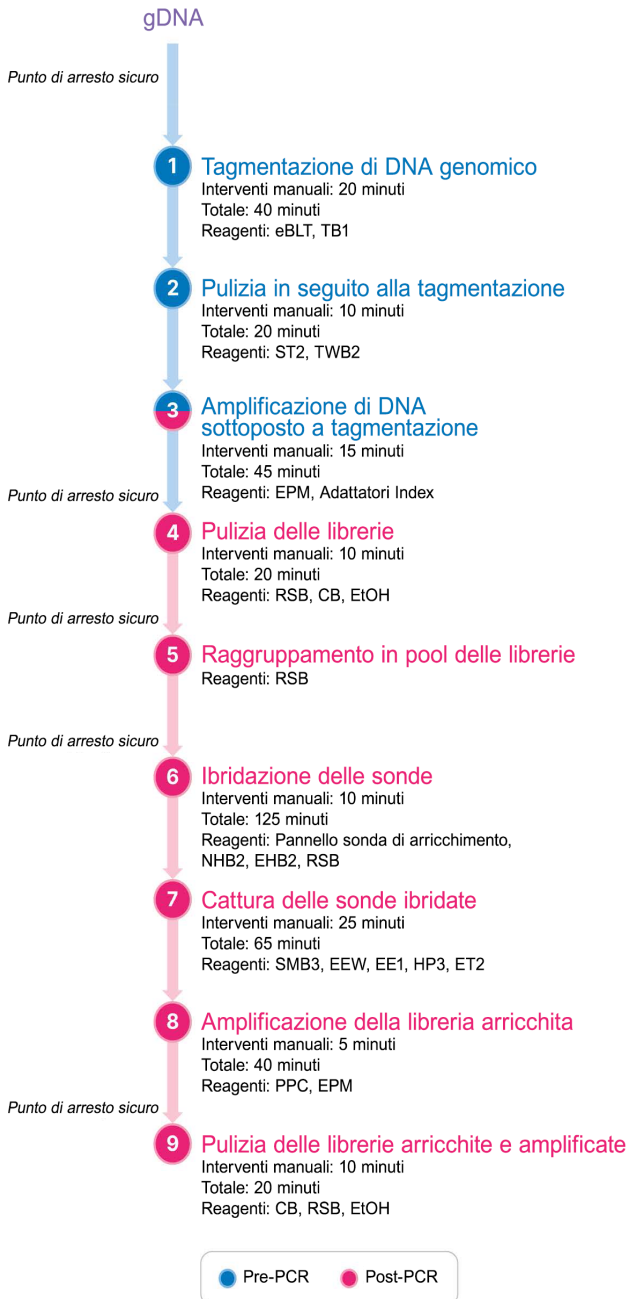 gDNA
Punto di arresto sicuro
1 Tagmentazione di DNA genomico
Interventi manuali: 20 minuti
Totale: 40 minuti
Reagenti: eBLT, TB1
2 Pulizia in seguito alla tagmentazione
Interventi manuali: 10 minuti
Totale: 20 minuti
Reagenti: ST2, TWB2
3 Amplificazione di DNA
sottoposto a tagmentazione
Interventi manuali: 15 minuti
Totale: 45 minuti
Reagenti: EPM, Adattatori Index
Punto di arresto sicuro
4 Pulizia delle librerie
Interventi manuali: 10 minuti
Totale: 20 minuti
Reagenti: RSB, CB, EtOH
Punto di arresto sicuro
5 Raggruppamento in pool delle librerie
Reagenti: RSB
Punto di arresto sicuro
6 Ibridazione delle sonde
Interventi manuali: 10 minuti
Totale: 125 minuti
Reagenti: Pannello sonda di arricchimento,
NHB2, EHB2, RSB
7 Cattura delle sonde ibridate
Interventi manuali: 25 minuti
Totale: 65 minuti
Reagenti: SMB3, EEW, EE1, HP3, ET2
8 Amplificazione della libreria arricchita
Interventi manuali: 5 minuti
Totale: 40 minuti
Reagenti: PPC, EPM
Punto di arresto sicuro
9 Pulizia delle librerie arricchite e amplificate
Interventi manuali: 10 minuti
Totale: 20 minuti
Reagenti: CB, RSB, EtOH
Pre-PCR Post-PCR